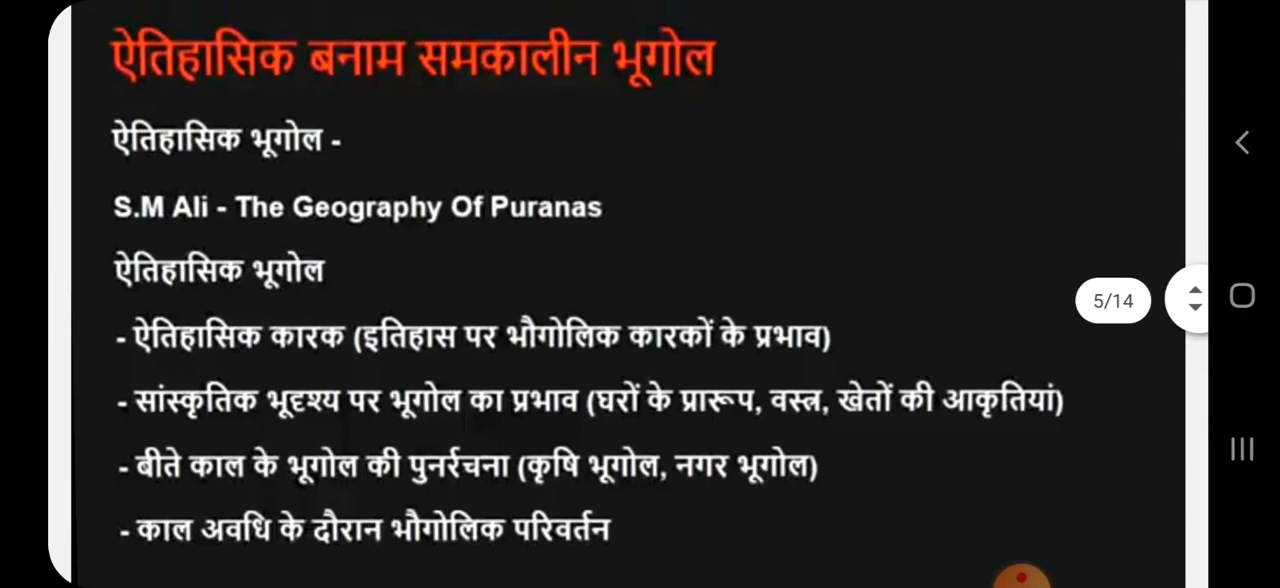 ऐतिहासिक बनाम समकालीन भूगोल
ऐतिहासिक भूगोल -
S.M Ali - The Geography Of Puranas
ऐतिहासिक भूगोल
5/14
- ऐतिहासिक कारक (इतिहास पर भौगोलिक कारकों के प्रभाव)
- सांस्कृतिक भूदृश्य पर भूगोल का प्रभाव (घरों के प्रारूप, वस्त्र, खेतों की आकृतियां)
- बीते काल के भूगोल की पुनर्रचना (कृषि भूगोल, नगर भूगोल)
- काल अवधि के दौरान भौगोलिक परिवर्तन